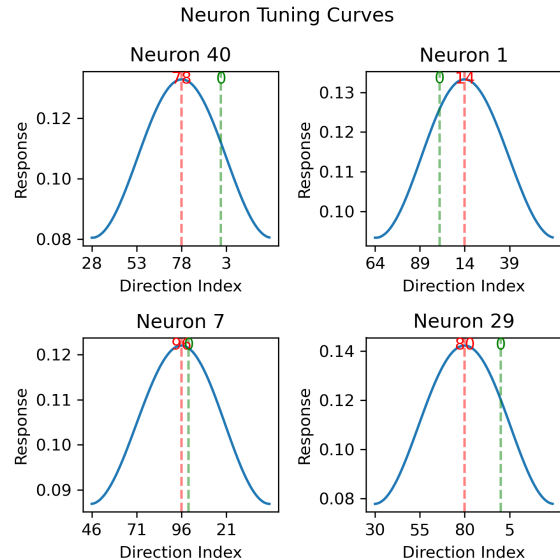 Neuron Tuning Curves
Neuron 40
78 0
Response
0.12
0.10
0.08
28 53 78 3
Direction Index
Neuron 1
0 14
Response
0.13
0.12
0.11
0.10
64 89 14 39
Direction Index
Neuron 7
96 0
Response
0.12
0.11
0.10
0.09
46 71 96 21
Direction Index
Neuron 29
80 0
Response
0.14
0.12
0.10
0.08
30 55 80 5
Direction Index